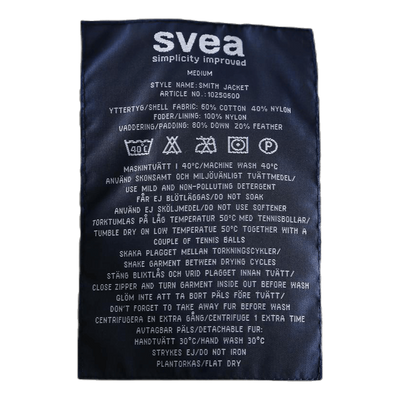 svea
simplicity improved
MEDIUM
STYLE NAME:SMITH JACKET
ARTICLE NO.:10250600
YTTERTYG/SHELL FABRIC: 60% COTTON 40% NYLON
FODER/LINING: 100% NYLON
VADDERING/PADDING: 80% DOWN 20% FEATHER
40°C
MASKINTVÄTT I 40°C/MACHINE WASH 40°C
ANVÄND SKONSAMT OCH MILJÖVÄNLIGT TVÄTTMEDEL/
USE MILD AND NON-POLLUTING DETERGENT
FÅR EJ BLÖTLÄGGAS/DO NOT SOAK
ANVÄND EJ SKÖLJMEDEL/DO NOT USE SOFTENER
TORKTUMLAS PÅ LÅG TEMPERATUR 50°C MED TENNISBOLLAR/
TUMBLE DRY ON LOW TEMPERATUE 50°C TOGETHER WITH A
COUPLE OF TENNIS BALLS
SKAKA PLAGGET MELLAN TORKNINGSCYKLER/
SHAKE GARMENT BETWEEN DRYING CYCLES
STÄNG BLIXTLÅS OCH VRID PLAGGET INNAN TVÄTT/
CLOSE ZIPPER AND TURN GARMENT INSIDE OUT BEFORE WASH
GLÖM INTE ATT TA BORT PÄLS FÖRE TVÄTT/
DON'T FORGET TO TAKE AWAY FUR BEFORE WASH
CENTRIFUGERA EN EXTRA GÅNG/CENTRIFUGE 1 EXTRA TIME
AVTAGBAR PÄLS/DETACHABLE FUR:
HANDTVÄTT 30°C/HAND WASH 30°C
STRYKES EJ/DO NOT IRON
PLANTORKAS/FLAT DRY